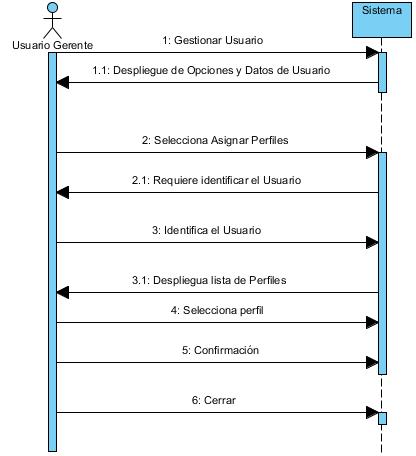 Sistema
Usuario Gerente
1: Gestionar Usuario
1.1: Despliegue de Opciones y Datos de Usuario
2: Selecciona Asignar Perfiles
2.1: Requiere identificar el Usuario
3: Identifica el Usuario
3.1: Despliegua lista de Perfiles
4: Selecciona perfil
5: Confirmación
6: Cerrar